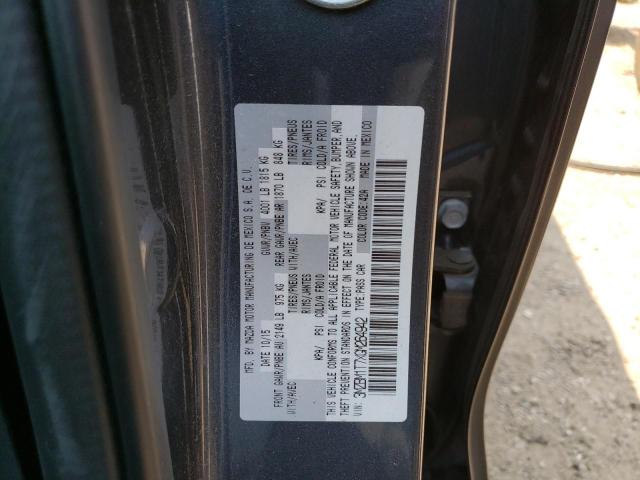 MFD. BY MAZDA MOTOR MANUFACTURING DE MEXICO S.A. DE C.V.
DATE 10/15 GVWR/PNBV 4001 LB 1815 KG
FRONT GAWR/PNBE AV 2149 LB 975 KG REAR GAWR/PNBE AR 1870 LB 848 KG
WITH/AVEC TIRES/PNEUS WITH/AVEC TIRES/PNEUS
RIMS/JANTES RIMS/JANTES
KPA/ PSI COLD/A FROID KPA/ PSI COLD/A FROID
THIS VEHICLE CONFORMS TO ALL APPLICABLE FEDERAL MOTOR VEHICLE SAFETY, BUMPER, AND
THEFT PREVENTION STANDARDS IN EFFECT ON THE DATE OF MANUFACTURE SHOWN ABOVE.
VIN: 3MZBM1T7XGM264942 TYPE: PASS CAR COLOR CODE: 42A MADE IN MEXICO